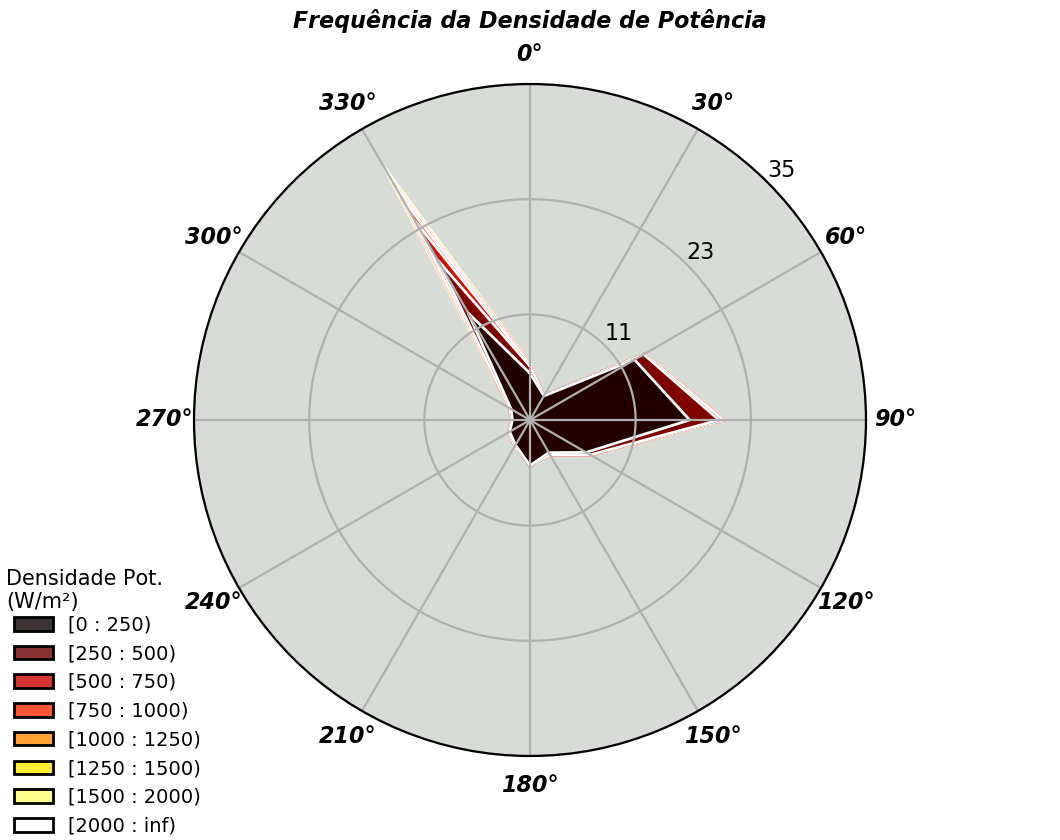 Frequência da Densidade de Potência
0°
330°
30°
35
300°
60°
23
11
270°
90°
240°
120°
210°
150°
180°
Densidade Pot.
(W/m²)
[0 : 250)
[250 : 500)
[500 : 750)
[750 : 1000)
[1000 : 1250)
[1250 : 1500)
[1500 : 2000)
[2000 : inf)